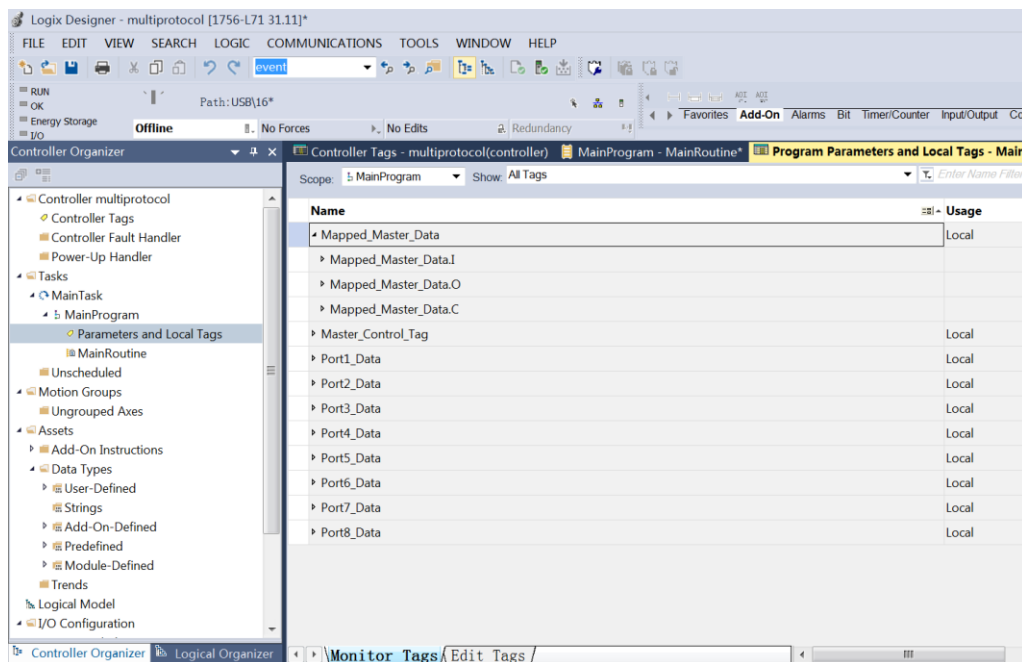 Logix Designer - multiprotocol [1756-L71 31.11]*
FILE EDIT VIEW SEARCH LOGIC COMMUNICATIONS TOOLS WINDOW HELP
event
RUN
OK
Energy Storage
I/O
Path: USB\16*
Offline
No Forces
No Edits
Redundancy
Favorites Add-On Alarms Bit Timer/Counter Input/Output Co
Controller Organizer
Controller Tags - multiprotocol(controller) MainProgram - MainRoutine* Program Parameters and Local Tags - Main
Scope: MainProgram Show: All Tags Enter Name Filte
Controller multiprotocol
Controller Tags
Controller Fault Handler
Power-Up Handler
Tasks
MainTask
MainProgram
Parameters and Local Tags
MainRoutine
Unscheduled
Motion Groups
Ungrouped Axes
Assets
Add-On Instructions
Data Types
User-Defined
Strings
Add-On-Defined
Predefined
Module-Defined
Trends
Logical Model
I/O Configuration
Controller Organizer Logical Organizer
Name Usage
Mapped_Master_Data Local
Mapped_Master_Data.I
Mapped_Master_Data.O
Mapped_Master_Data.C
Master_Control_Tag Local
Port1_Data Local
Port2_Data Local
Port3_Data Local
Port4_Data Local
Port5_Data Local
Port6_Data Local
Port7_Data Local
Port8_Data Local
Monitor Tags Edit Tags